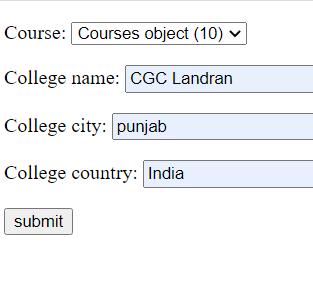 Course: Courses object (10)
College name: CGC Landran
College city: punjab
College country: India
submit